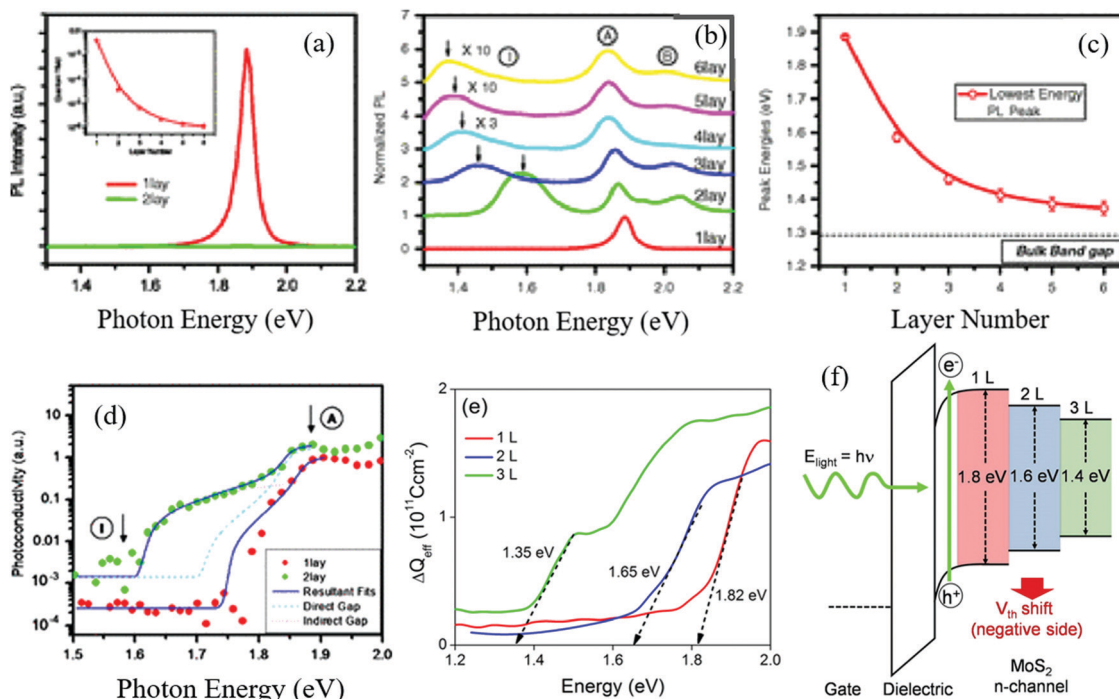 (a)
PL Intensity (a.u.)
Layer Number
1lay
2lay
1.4 1.6 1.8 2.0 2.2
Photon Energy (eV)
(b)
Normalized PL
6
5
4
3
2
1
0
X 10
X 10
X 3
I
A
B
6lay
5lay
4lay
3lay
2lay
1lay
1.4 1.6 1.8 2.0 2.2
Photon Energy (eV)
(c)
Peak Energies (eV)
1.9
1.8
1.7
1.6
1.5
1.4
1.3
1.2
Lowest Energy
PL Peak
Bulk Band gap
1 2 3 4 5 6
Layer Number
(d)
Photoconductivity (a.u.)
10
1
0.1
0.01
10⁻³
10⁻⁴
I
A
1lay
2lay
Resultant Fits
Direct Gap
Indirect Gap
1.5 1.6 1.7 1.8 1.9 2.0
Photon Energy (eV)
(e)
ΔQeff (10¹¹Ccm⁻²)
2
1
0
1 L
2 L
3 L
1.35 eV
1.65 eV
1.82 eV
1.2 1.4 1.6 1.8 2.0
Energy (eV)
(f)
e-
1 L
2 L
3 L
E light = hν
1.8 eV
1.6 eV
1.4 eV
h+
Vth shift
(negative side)
MoS₂
n-channel
Gate
Dielectric